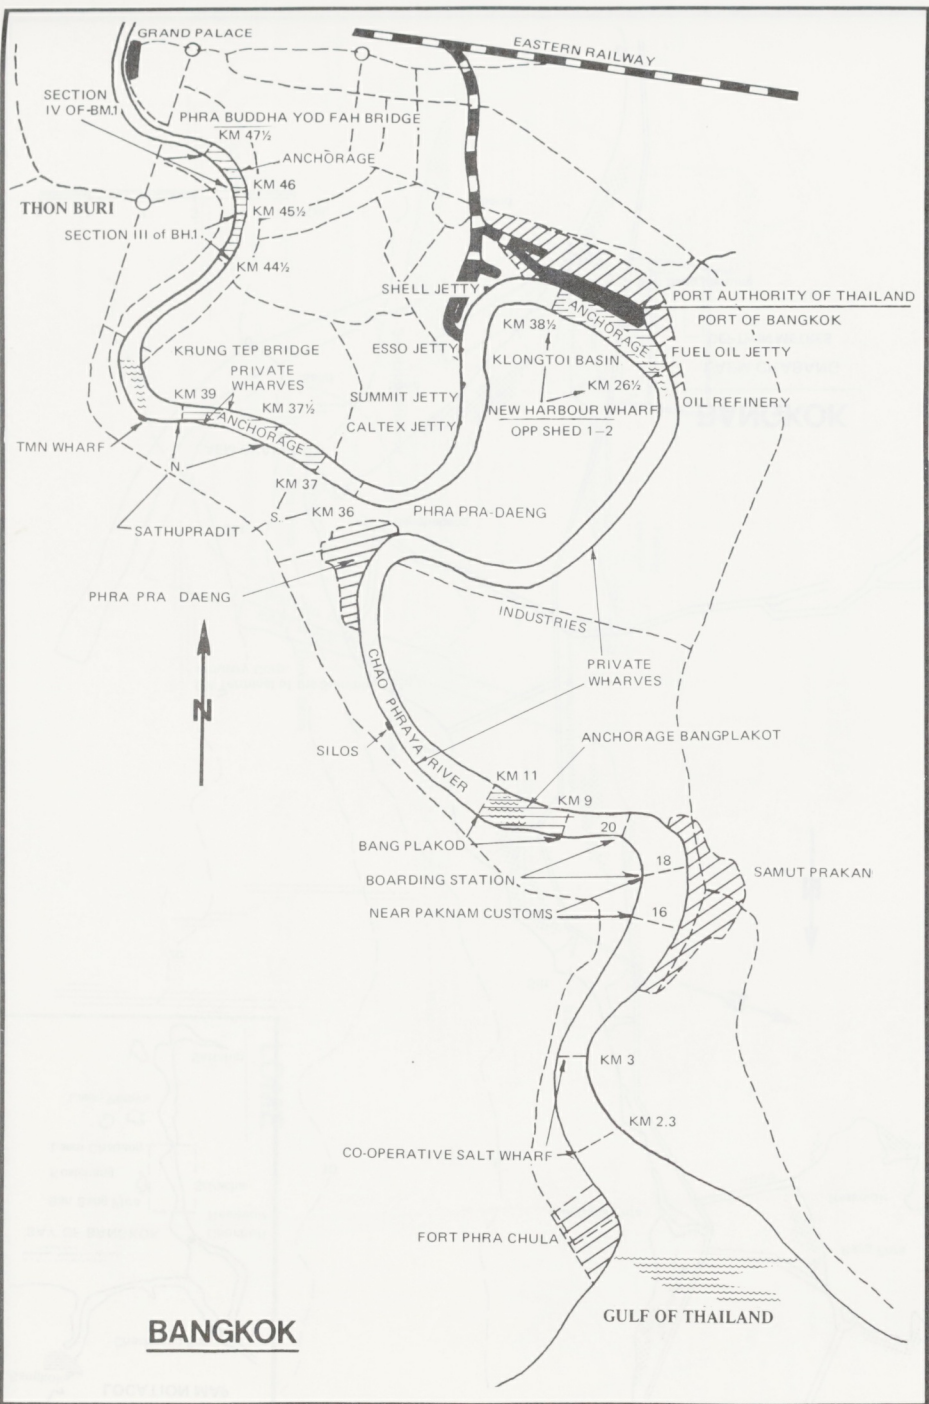 GRAND PALACE
EASTERN RAILWAY
SECTION
IV OF BM.1
PHRA BUDDHA YOD FAH BRIDGE
KM 47½
ANCHORAGE
KM 46
THON BURI
KM 45½
SECTION III of BH.1
KM 44½
SHELL JETTY
PORT AUTHORITY OF THAILAND
PORT OF BANGKOK
ANCHORAGE
KM 38½
KRUNG TEP BRIDGE
ESSO JETTY
KLONGTOI BASIN
FUEL OIL JETTY
PRIVATE
WHARVES
KM 26½
KM 39
KM 37½
SUMMIT JETTY
NEW HARBOUR WHARF
OPP SHED 1-2
OIL REFINERY
ANCHORAGE
CALTEX JETTY
TMN WHARF
N.
KM 37
S.
KM 36
PHRA PRA-DAENG
SATHUPRADIT
PHRA PRA DAENG
INDUSTRIES
N
CHAO PHRAYA RIVER
PRIVATE
WHARVES
SILOS
ANCHORAGE BANGPLAKOT
KM 11
KM 9
20
BANG PLAKOD
18
SAMUT PRAKAN
BOARDING STATION
NEAR PAKNAM CUSTOMS
16
KM 3
KM 2.3
CO-OPERATIVE SALT WHARF
FORT PHRA CHULA
GULF OF THAILAND
BANGKOK